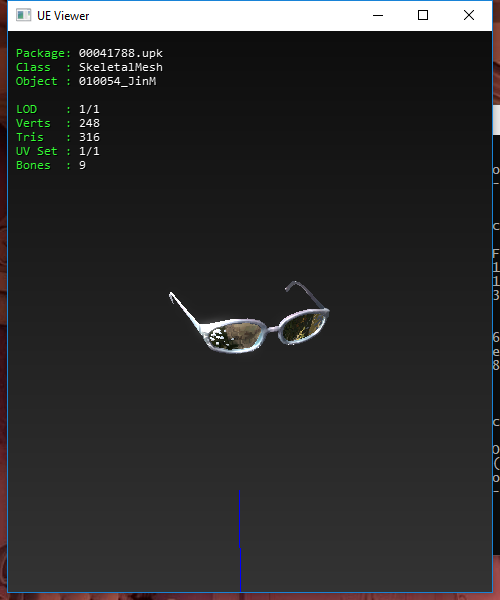 UE Viewer
Package: 00041788.upk
Class : SkeletalMesh
Object : 010054_JinM
LOD : 1/1
Verts : 248
Tris : 316
UV Set : 1/1
Bones : 9